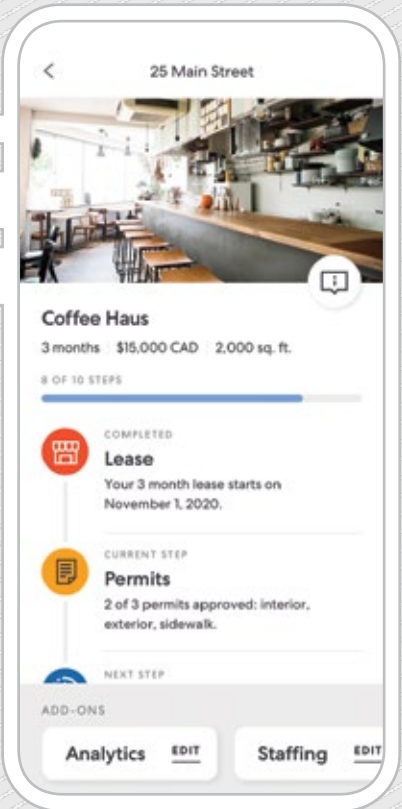 25 Main Street
Coffee Haus
3 months $15,000 CAD 2,000 sq. ft.
8 OF 10 STEPS
COMPLETED
Lease
Your 3 month lease starts on
November 1, 2020.
CURRENT STEP
Permits
2 of 3 permits approved: interior,
exterior, sidewalk.
NEXT STEP
ADD-ONS
Analytics EDIT Staffing EDIT